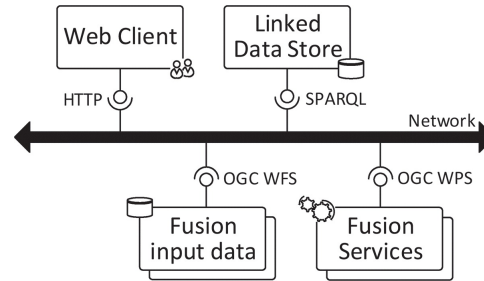 Web Client
Linked
Data Store
HTTP
SPARQL
Network
OGC WFS
OGC WPS
Fusion
input data
Fusion
Services